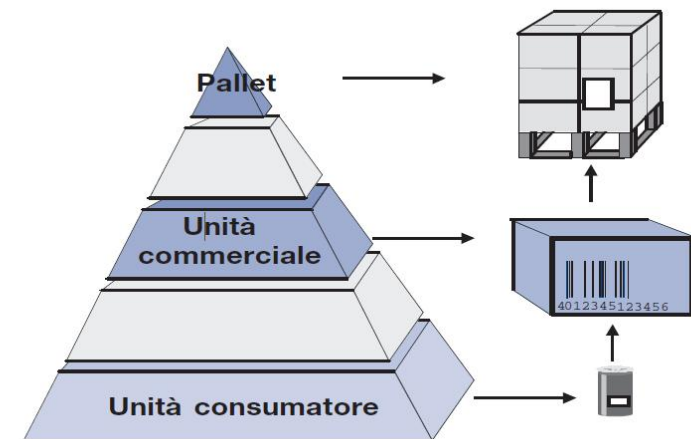 Pallet
Unità
commerciale
4012345123456
Unità consumatore